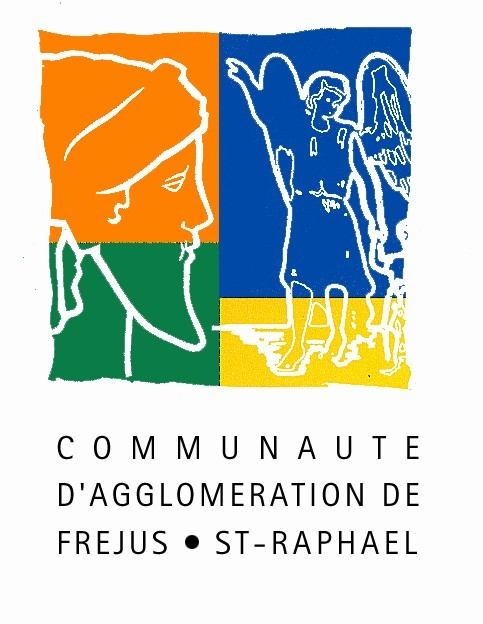 COMMUNAUTE
D'AGGLOMERATION DE
FREJUS • ST-RAPHAEL